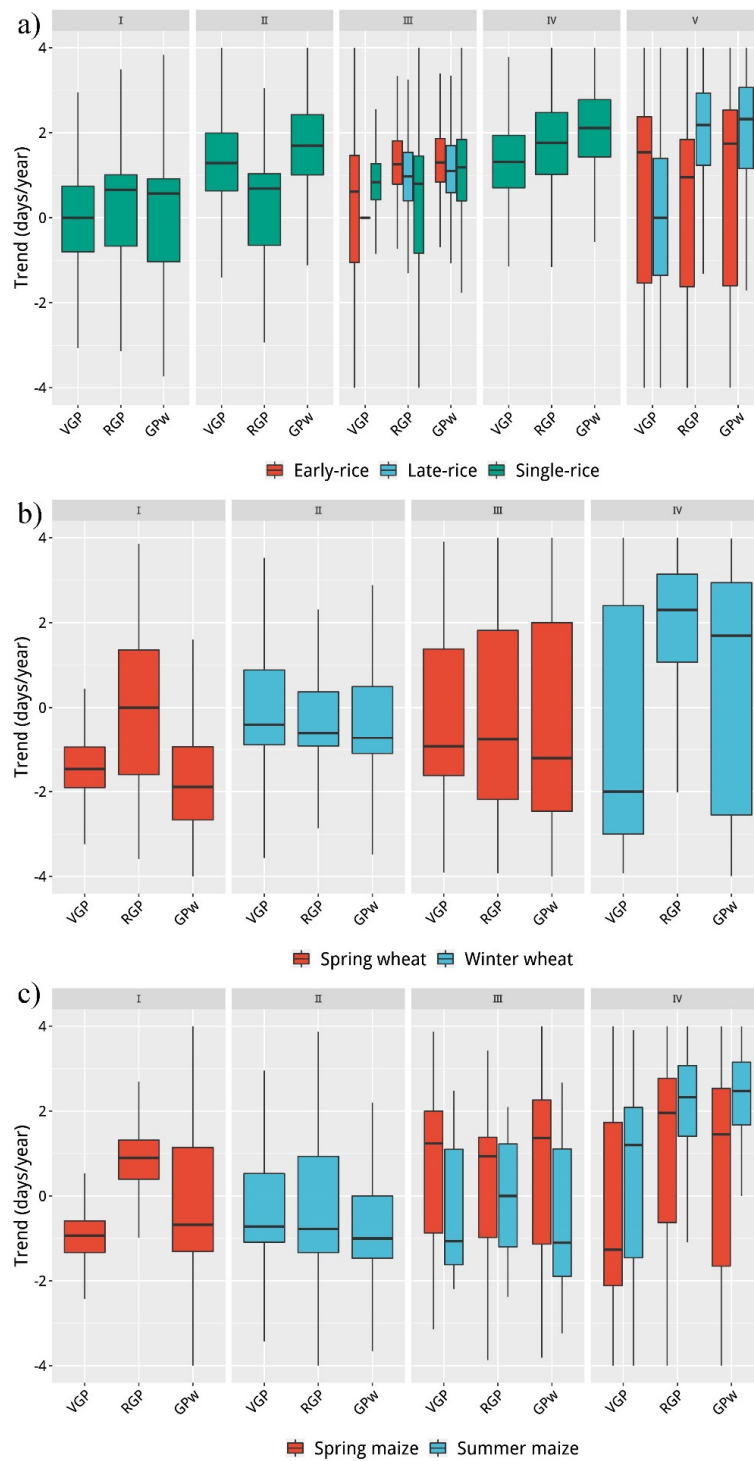 a)
I II III IV V
4
2
0
-2
-4
Trend (days/year)
VGP RGP GPw VGP RGP GPw VGP RGP GPw VGP RGP GPw VGP RGP GPw
Early-rice Late-rice Single-rice
b)
I II III IV
4
2
0
-2
-4
Trend (days/year)
VGP RGP GPw VGP RGP GPw VGP RGP GPw VGP RGP GPw
Spring wheat Winter wheat
c)
I II III IV
4
2
0
-2
-4
Trend (days/year)
VGP RGP GPw VGP RGP GPw VGP RGP GPw VGP RGP GPw
Spring maize Summer maize